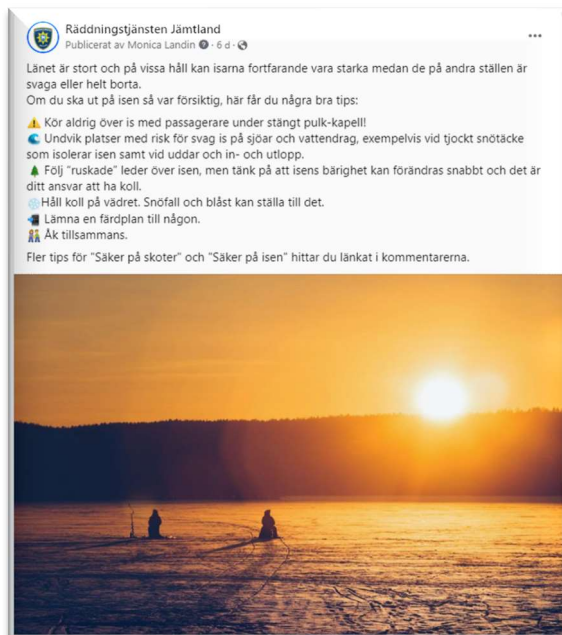 Räddningstjänsten Jämtland
Publicerat av Monica Landin · 6 d ·
Länet är stort och på vissa håll kan isarna fortfarande vara starka medan de på andra ställen är
svaga eller helt borta.
Om du ska ut på isen så var försiktig, här får du några bra tips:
⚠️ Kör aldrig över is med passagerare under stängt pulk-kapell!
🌊 Undvik platser med risk för svag is på sjöar och vattendrag, exempelvis vid tjockt snötäcke
som isolerar isen samt vid uddar och in- och utlopp.
🌲 Följ "ruskade" leder över isen, men tänk på att isens bärighet kan förändras snabbt och det är
ditt ansvar att ha koll.
❄️Håll koll på vädret. Snöfall och blåst kan ställa till det.
📲 Lämna en färdplan till någon.
👫 Åk tillsammans.
Fler tips för "Säker på skoter" och "Säker på isen" hittar du länkat i kommentarerna.